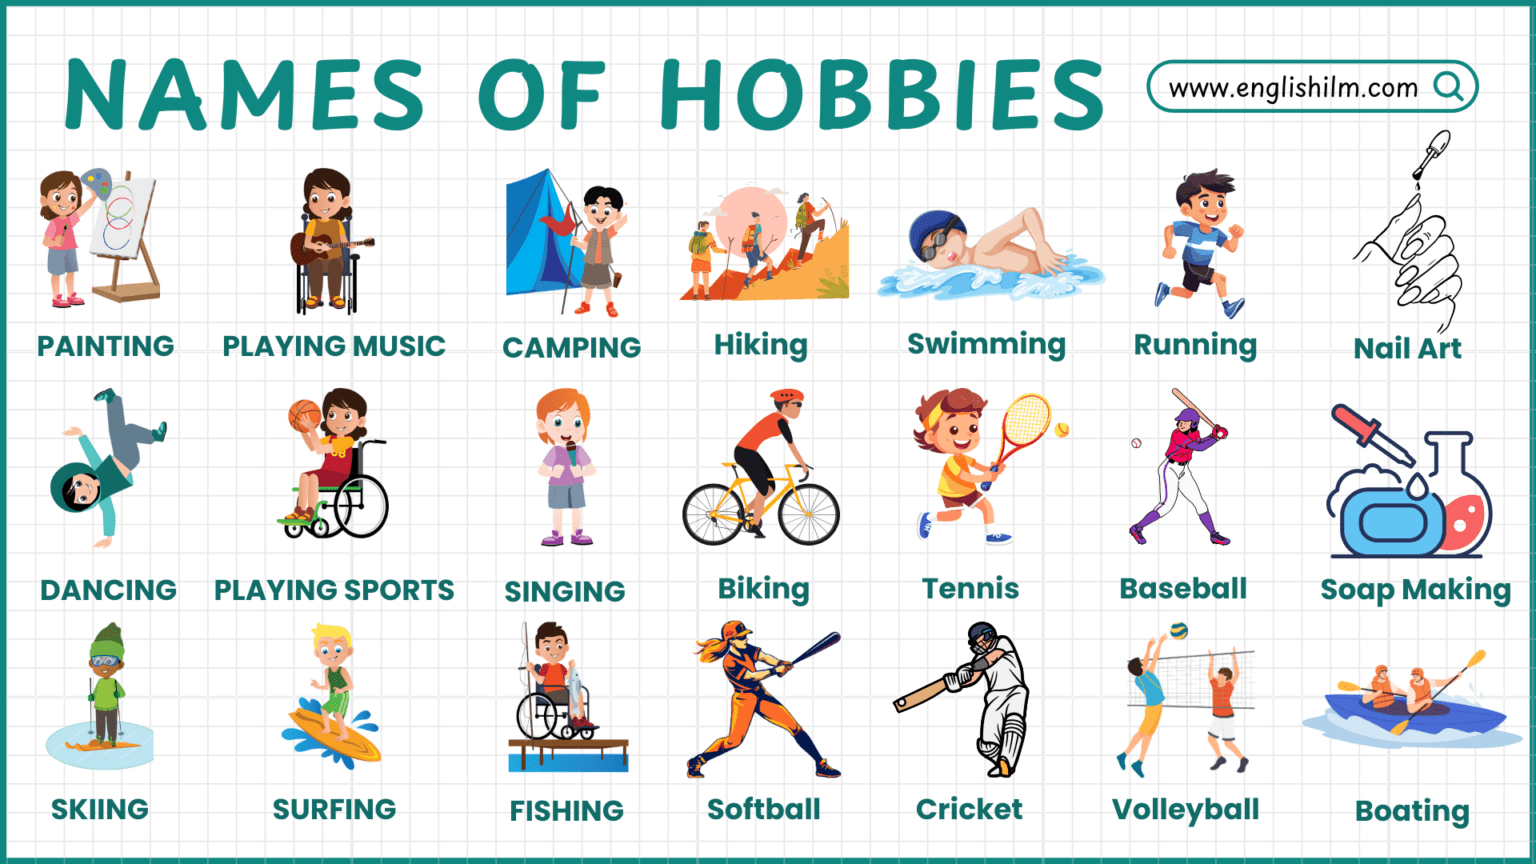 NAMES OF HOBBIES
www.englishilm.com
PAINTING
PLAYING MUSIC
CAMPING
Hiking
Swimming
Running
Nail Art
DANCING
PLAYING SPORTS
SINGING
Biking
Tennis
Baseball
Soap Making
SKIING
SURFING
FISHING
Softball
Cricket
Volleyball
Boating